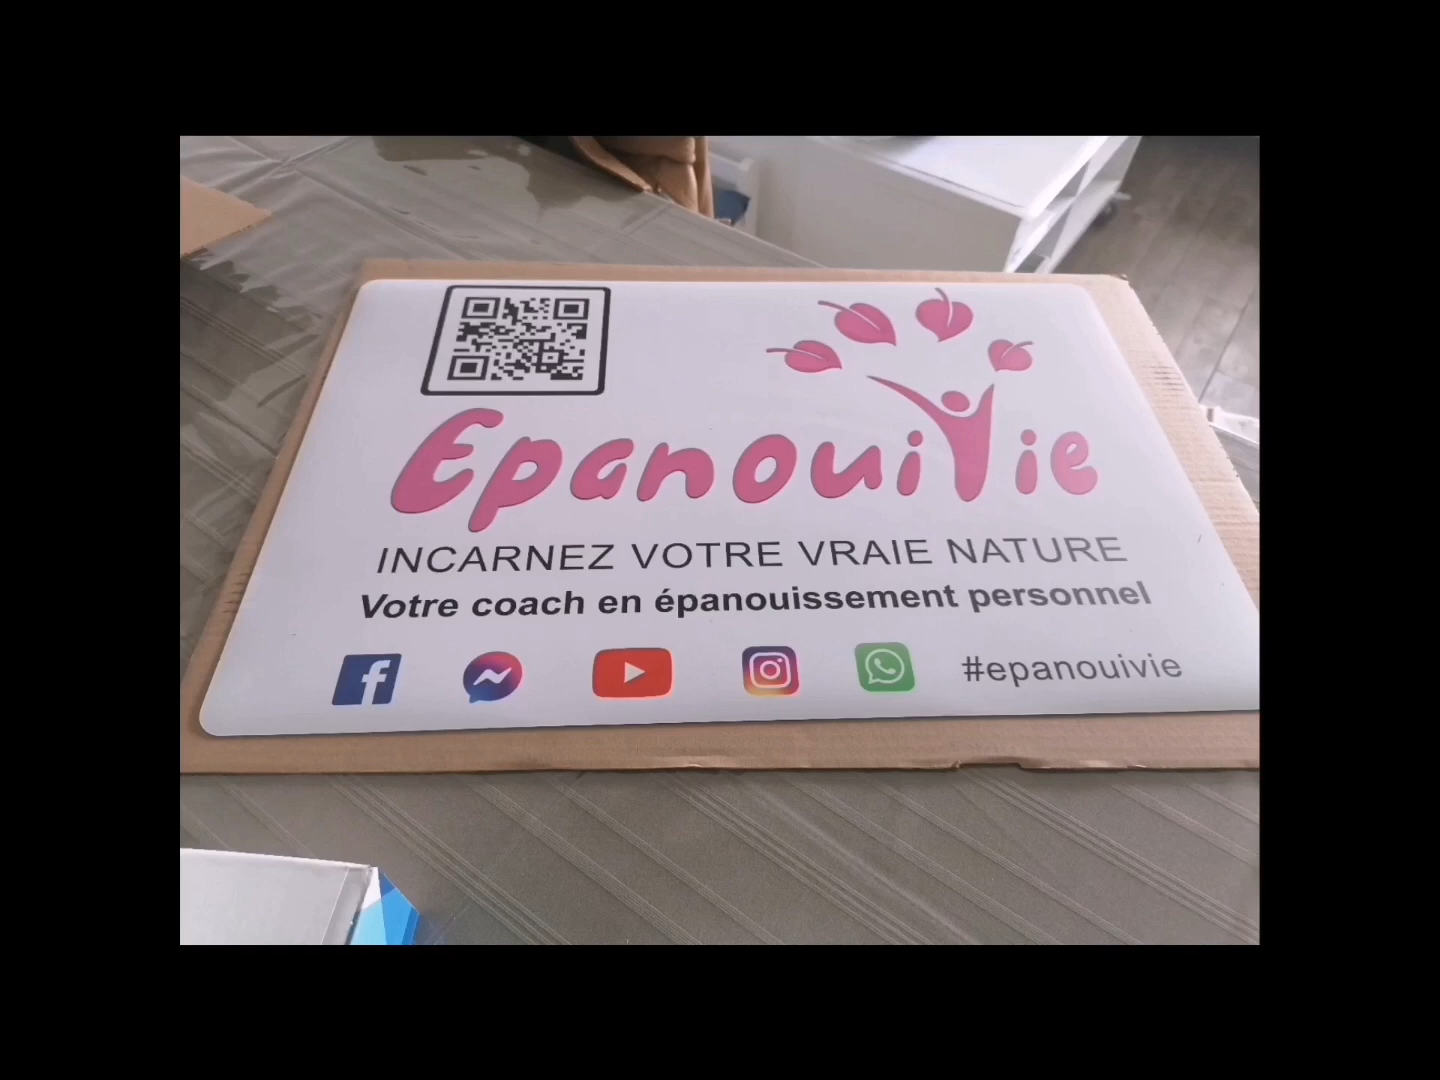 EpanouiVie
INCARNEZ VOTRE VRAIE NATURE
Votre coach en épanouissement personnel
#epanouivie